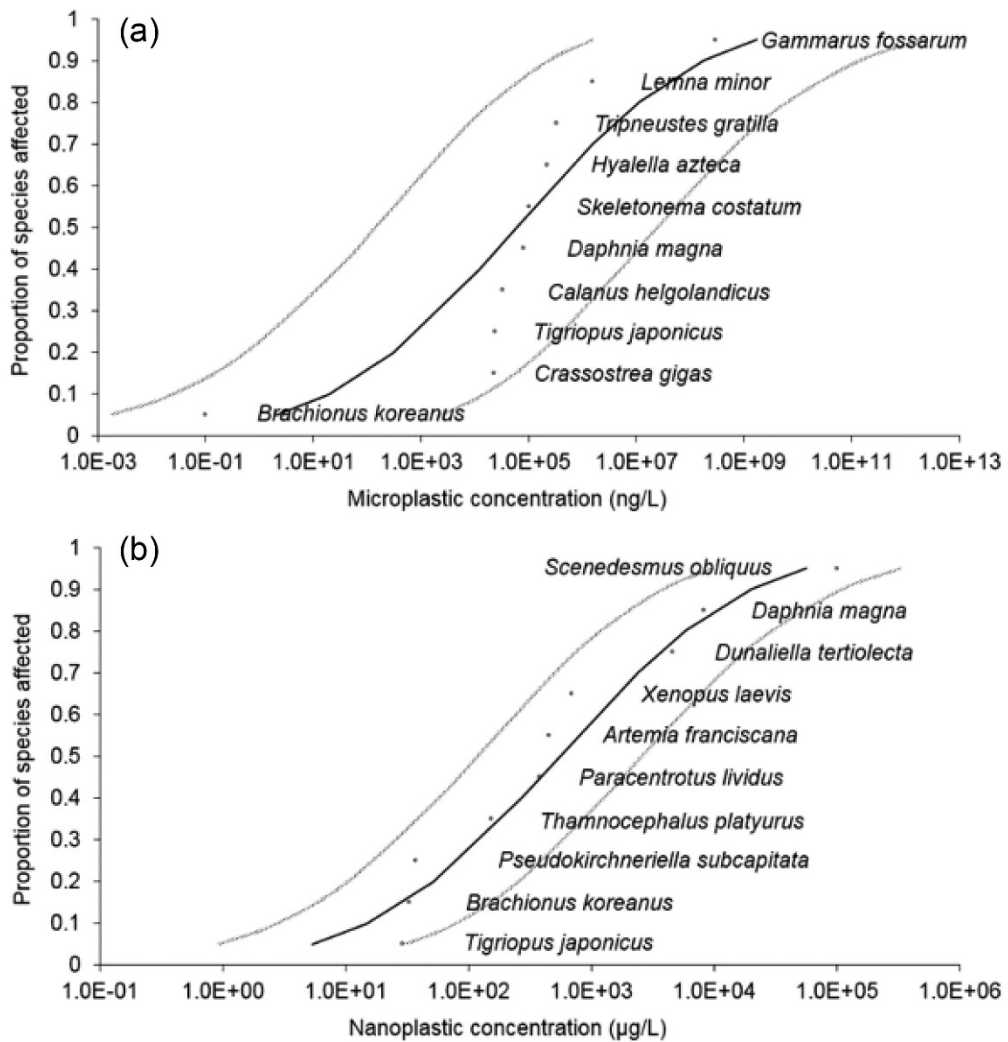 (a)
Proportion of species affected
1
0.9
0.8
0.7
0.6
0.5
0.4
0.3
0.2
0.1
0
Gammarus fossarum
Lemna minor
Tripneustes gratilla
Hyalella azteca
Skeletonema costatum
Daphnia magna
Calanus helgolandicus
Tigriopus japonicus
Crassostrea gigas
Brachionus koreanus
1.0E-03 1.0E-01 1.0E+01 1.0E+03 1.0E+05 1.0E+07 1.0E+09 1.0E+11 1.0E+13
Microplastic concentration (ng/L)
(b)
Proportion of species affected
1
0.9
0.8
0.7
0.6
0.5
0.4
0.3
0.2
0.1
0
Scenedesmus obliquus
Daphnia magna
Dunaliella tertiolecta
Xenopus laevis
Artemia franciscana
Paracentrotus lividus
Thamnocephalus platyurus
Pseudokirchneriella subcapitata
Brachionus koreanus
Tigriopus japonicus
1.0E-01 1.0E+00 1.0E+01 1.0E+02 1.0E+03 1.0E+04 1.0E+05 1.0E+06
Nanoplastic concentration (µg/L)